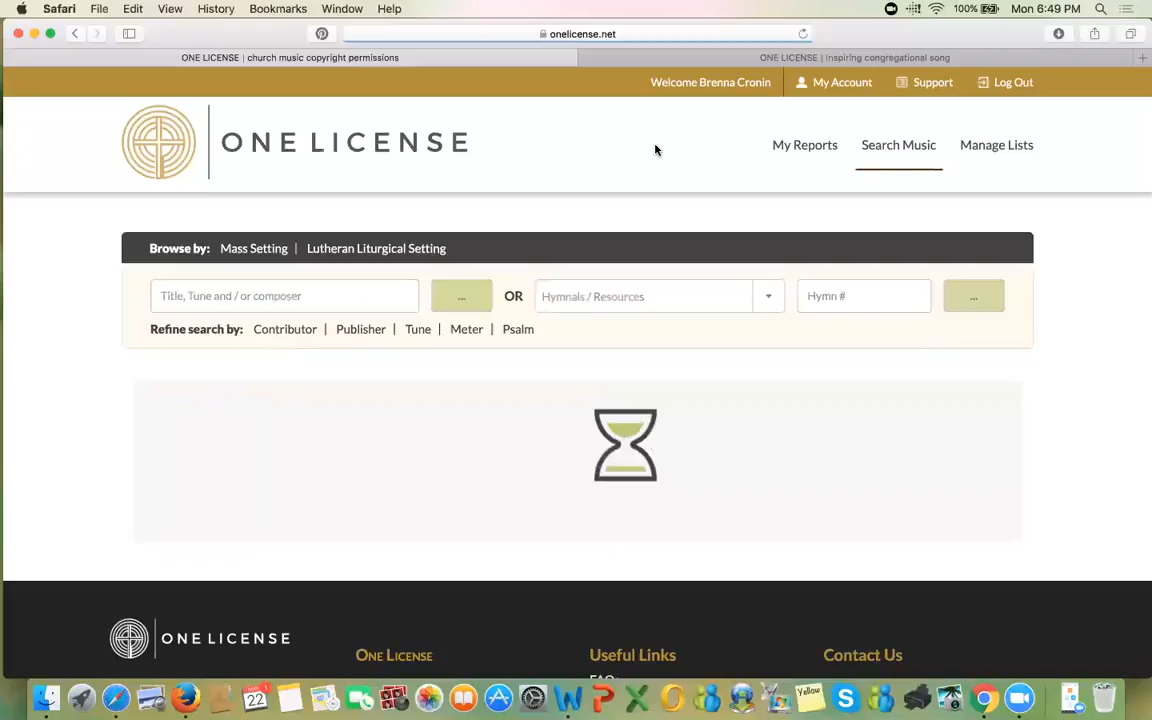 Safari File Edit View History Bookmarks Window Help 100% Mon 6:49 PM
onelicense.net
ONE LICENSE | church music copyright permissions ONE LICENSE | Inspiring congregational song
Welcome Brenna Cronin My Account Support Log Out
ONE LICENSE
My Reports Search Music Manage Lists
Browse by: Mass Setting | Lutheran Liturgical Setting
Title, Tune and / or composer ... OR Hymnals / Resources Hymn # ...
Refine search by: Contributor | Publisher | Tune | Meter | Psalm
ONE LICENSE
ONE LICENSE Useful Links Contact Us
22
Yellow